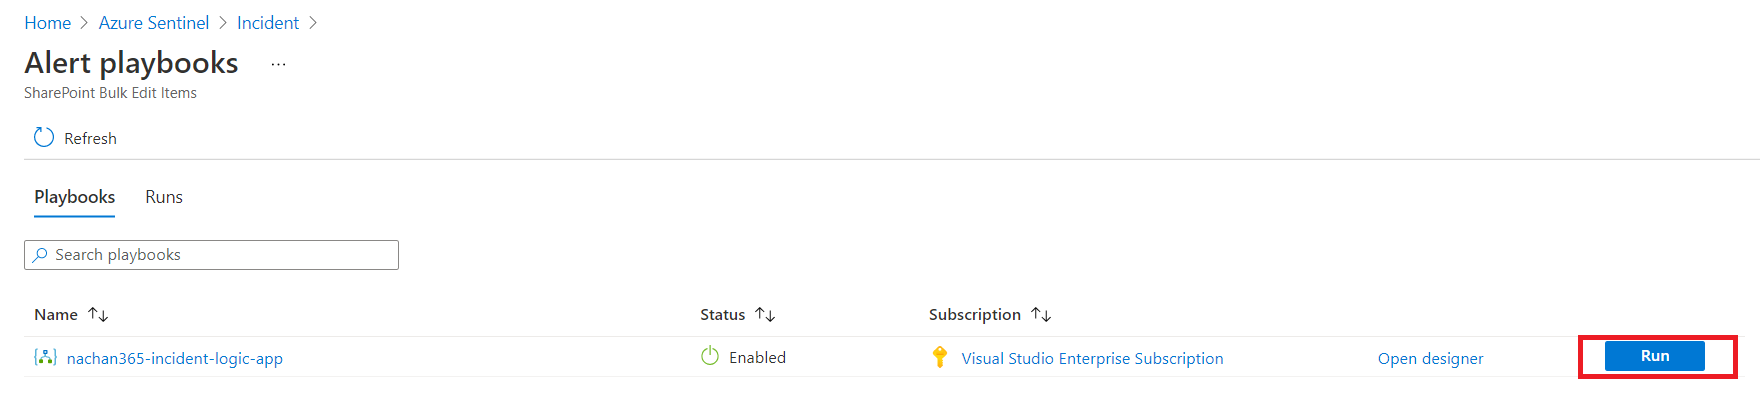 Home > Azure Sentinel > Incident >
Alert playbooks ...
SharePoint Bulk Edit Items
Refresh
Playbooks Runs
Search playbooks
Name ↑↓ Status ↑↓ Subscription ↑↓
nachan365-incident-logic-app Enabled Visual Studio Enterprise Subscription Open designer Run